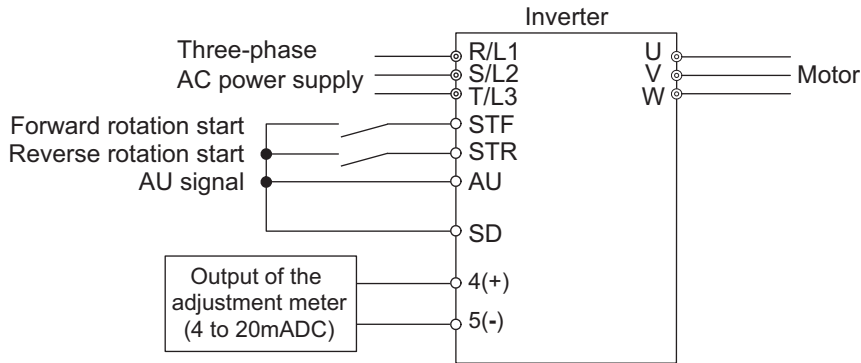 Inverter
Three-phase
AC power supply
R/L1
S/L2
T/L3
U
V
W
Motor
Forward rotation start
STF
Reverse rotation start
STR
AU signal
AU
SD
Output of the
adjustment meter
(4 to 20mADC)
4(+)
5(-)